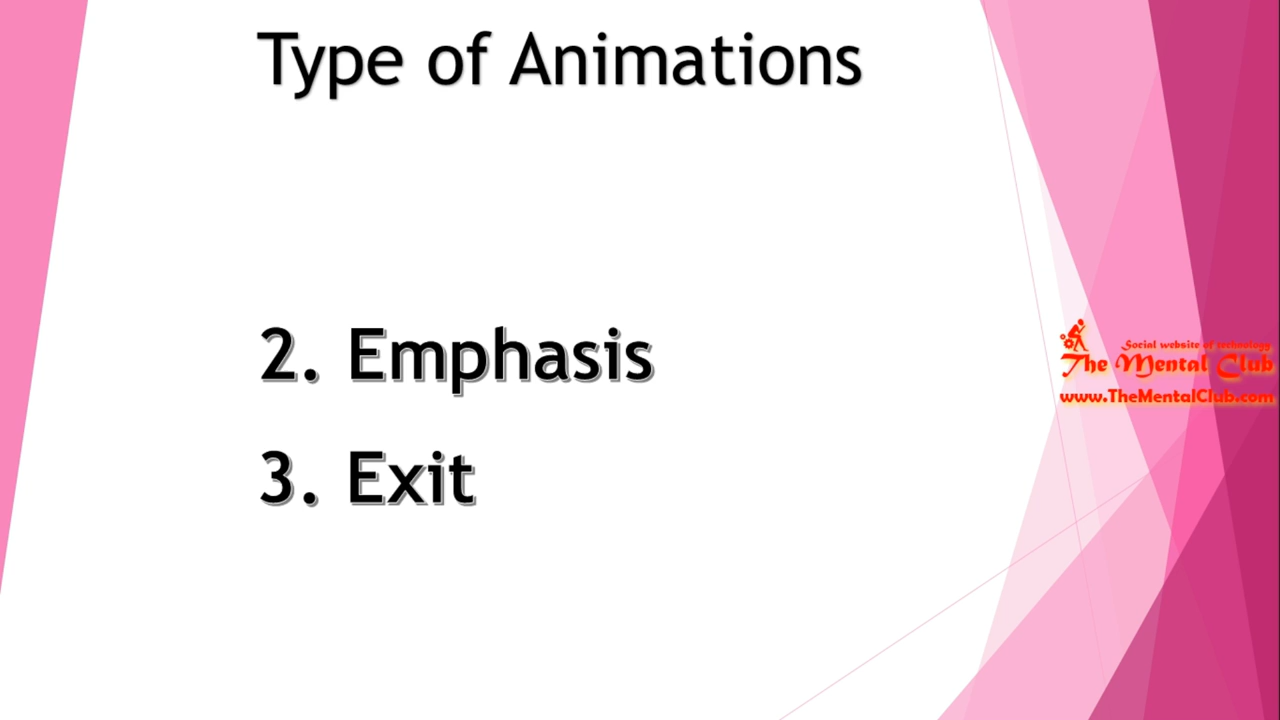 Type of Animations
2. Emphasis
3. Exit
Social website of technology
The Mental Club
www.TheMentalClub.com